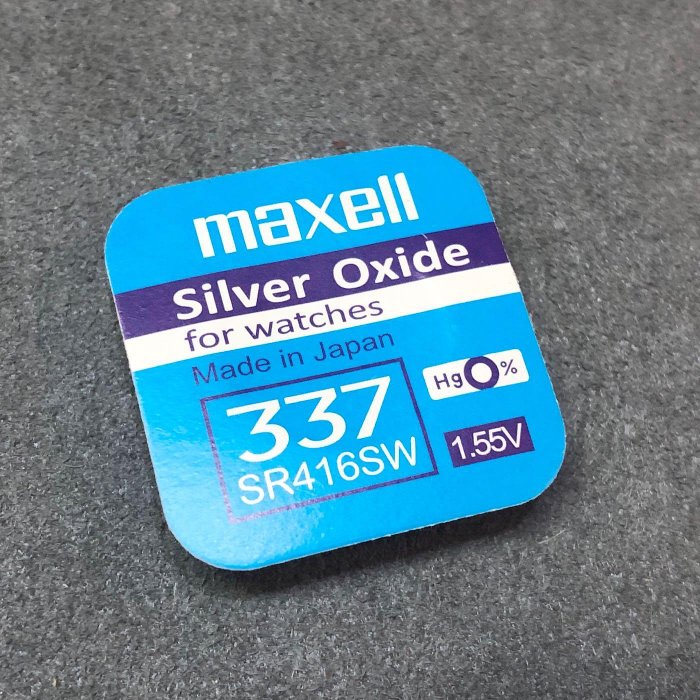 maxell
Silver Oxide
for watches
Made in Japan
Hg0%
337
SR416SW
1.55V